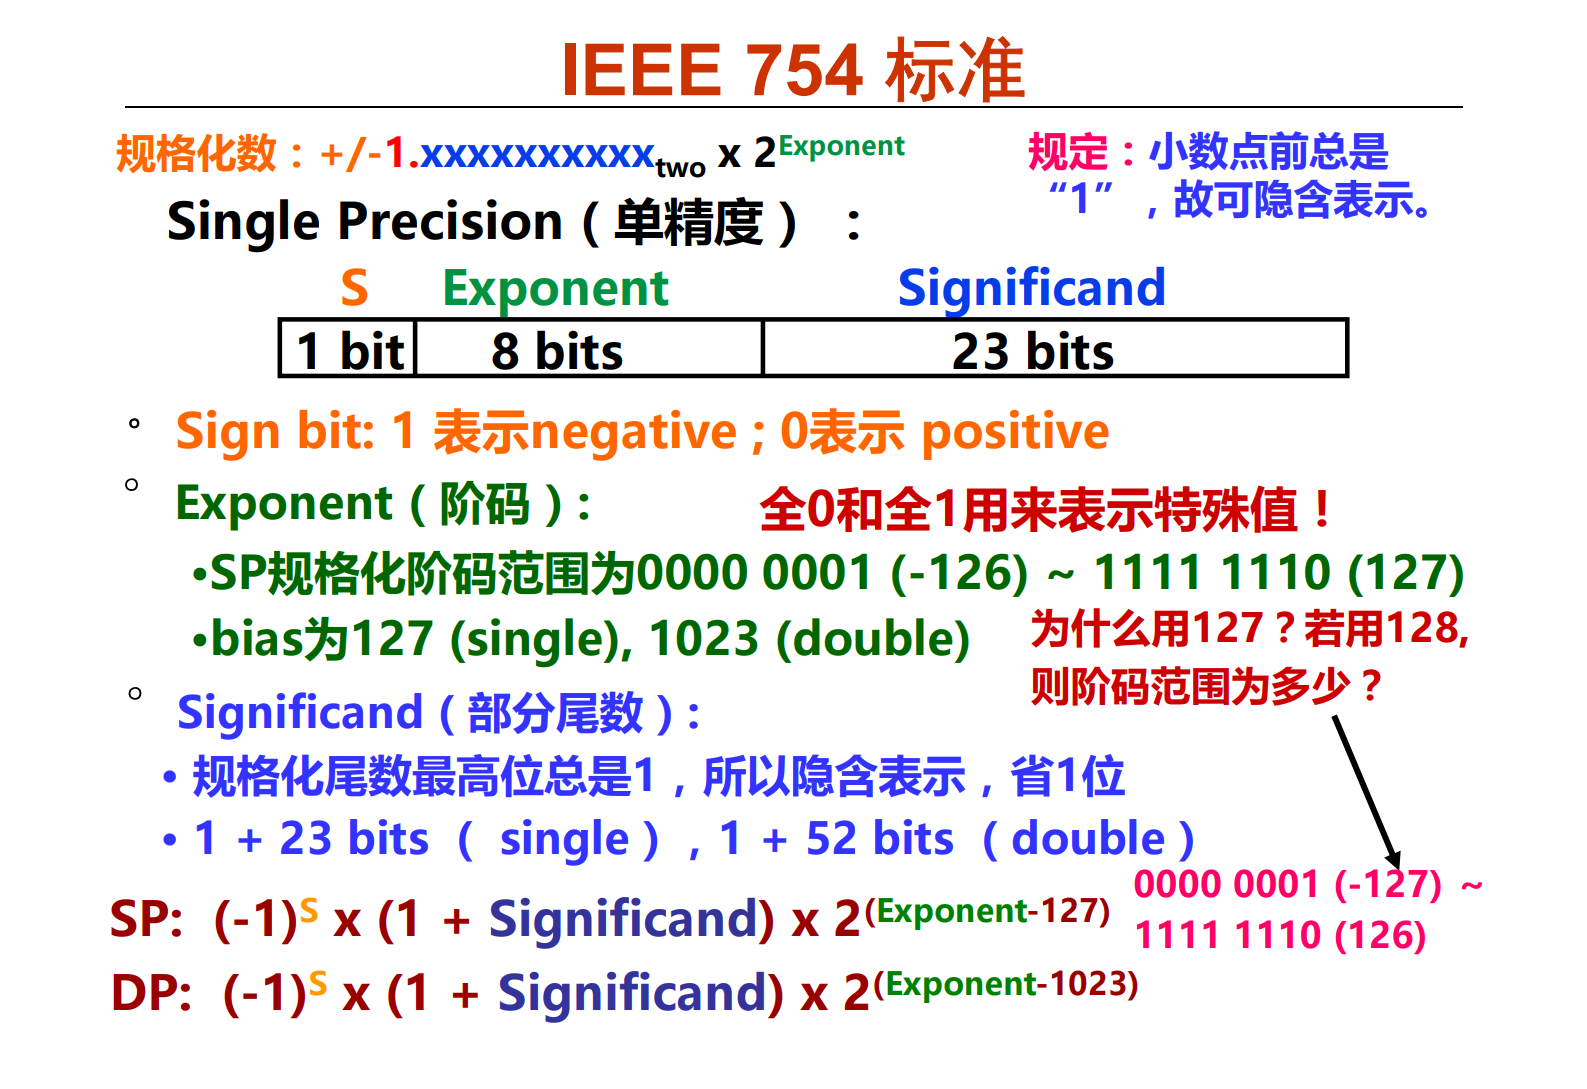 IEEE 754 标准
规格化数：+/-1.xxxxxxxxxxtwo x 2Exponent
规定：小数点前总是
“1”，故可隐含表示。
Single Precision（单精度）：
S Exponent Significand
1 bit 8 bits 23 bits
° Sign bit: 1 表示negative；0表示 positive
° Exponent（阶码）：
全0和全1用来表示特殊值！
•SP规格化阶码范围为0000 0001 (-126) ~ 1111 1110 (127)
•bias为127 (single), 1023 (double)
为什么用127？若用128,
则阶码范围为多少？
° Significand（部分尾数）：
• 规格化尾数最高位总是1，所以隐含表示，省1位
• 1 + 23 bits （ single），1 + 52 bits （double）
0000 0001 (-127) ~
1111 1110 (126)
SP: (-1)S x (1 + Significand) x 2(Exponent-127)
DP: (-1)S x (1 + Significand) x 2(Exponent-1023)